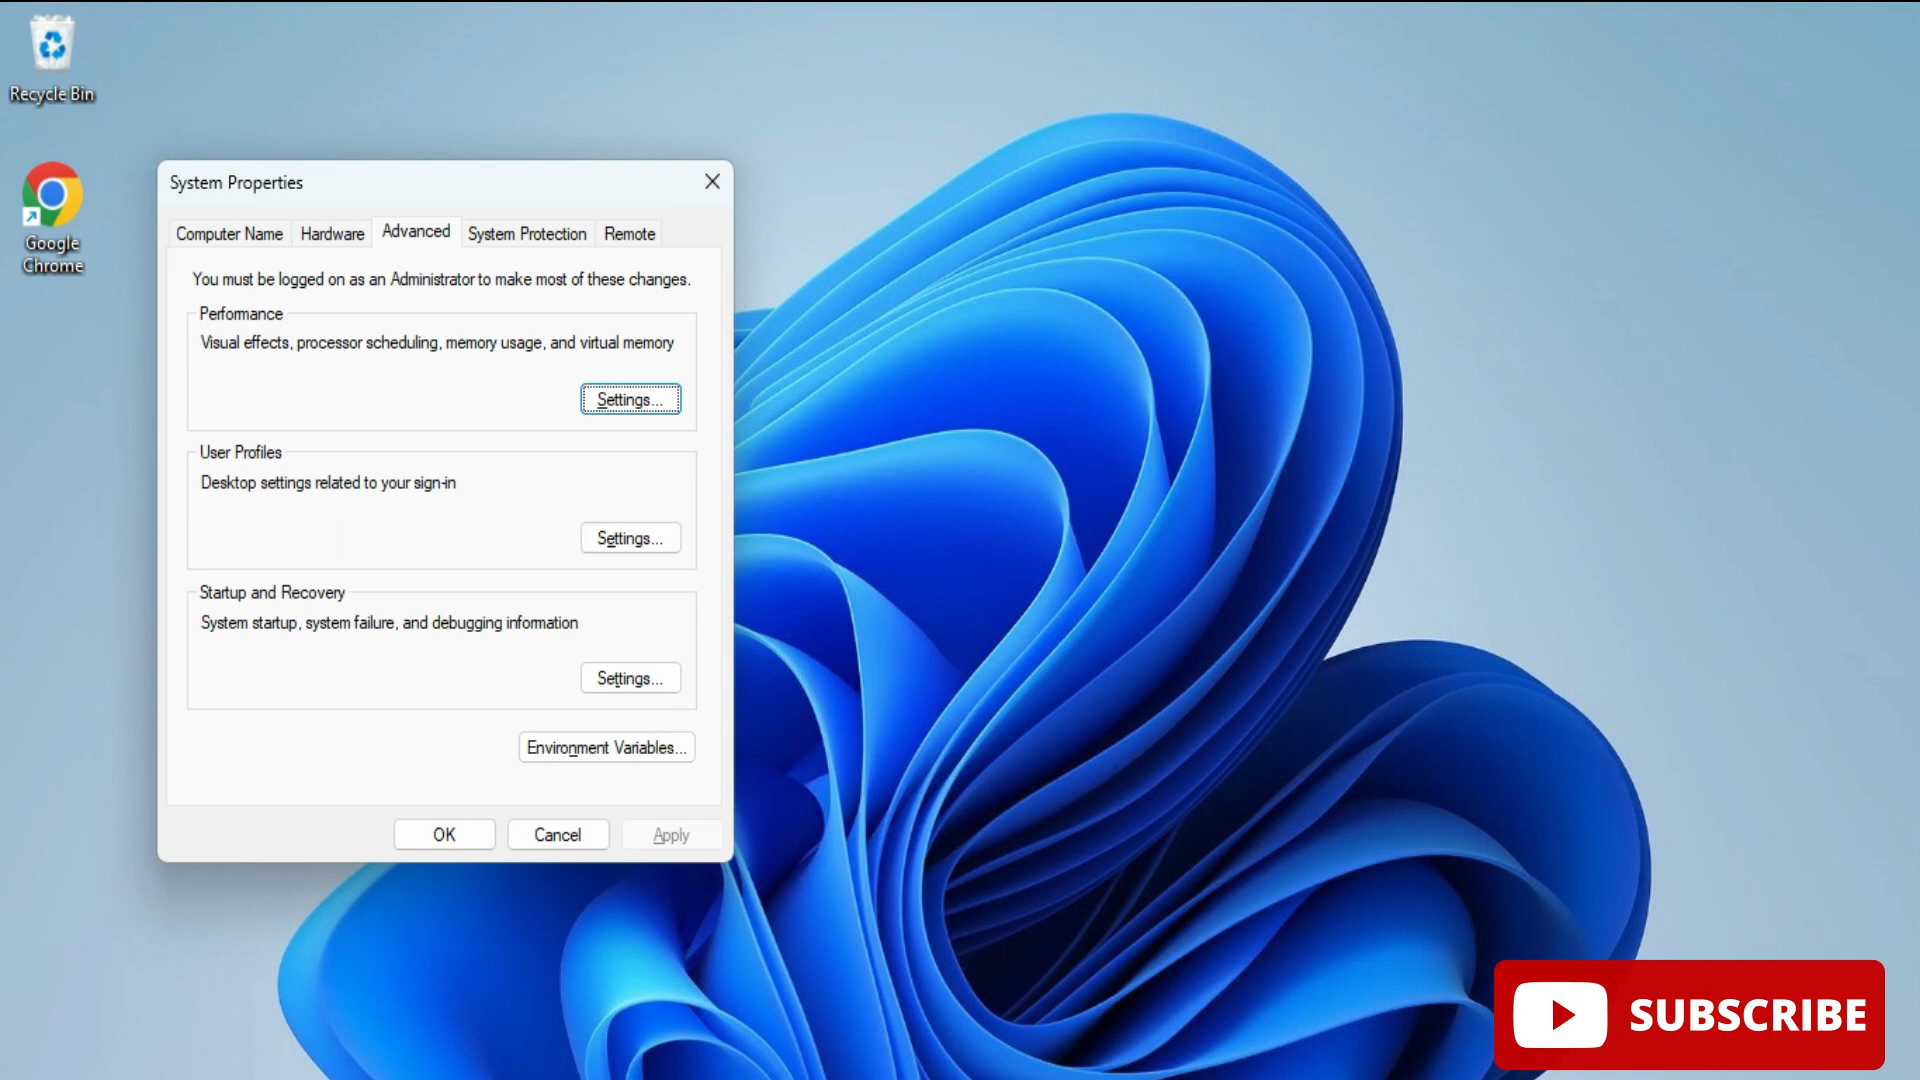 Recycle Bin
Google
Chrome
System Properties
Computer Name Hardware Advanced System Protection Remote
You must be logged on as an Administrator to make most of these changes.
Performance
Visual effects, processor scheduling, memory usage, and virtual memory
Settings...
User Profiles
Desktop settings related to your sign-in
Settings...
Startup and Recovery
System startup, system failure, and debugging information
Settings...
Environment Variables...
OK Cancel Apply
SUBSCRIBE